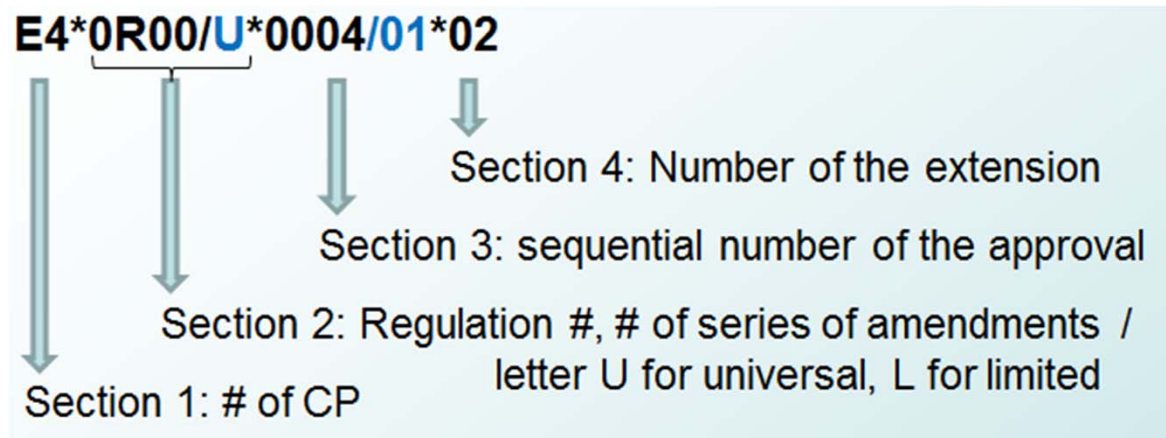 E4*0R00/U*0004/01*02
Section 4: Number of the extension
Section 3: sequential number of the approval
Section 2: Regulation #, # of series of amendments /
letter U for universal, L for limited
Section 1: # of CP